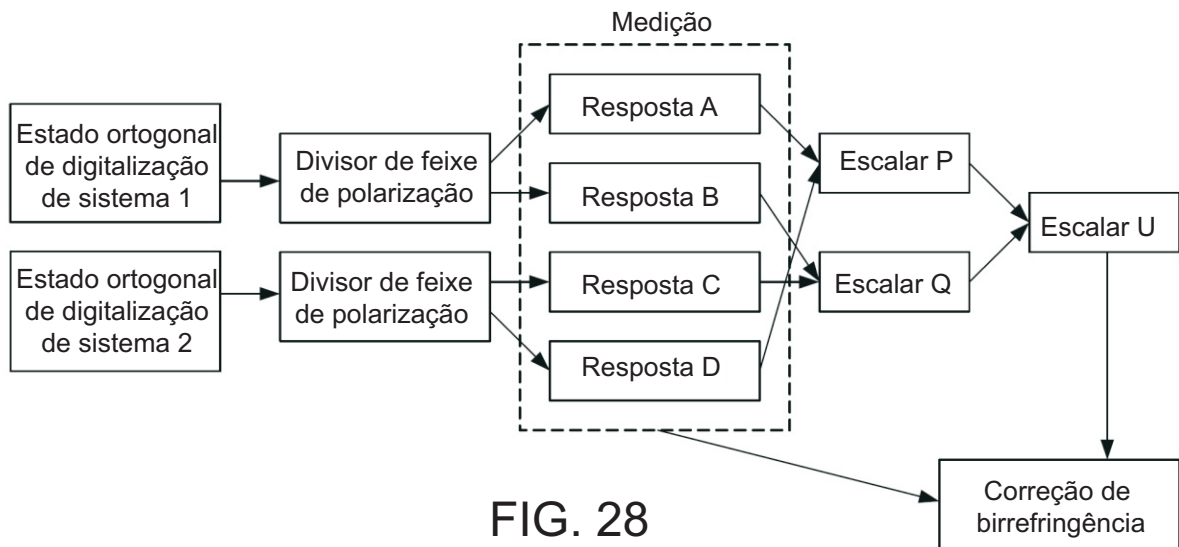 Medição
Estado ortogonal
de digitalização
de sistema 1
Divisor de feixe
de polarização
Resposta A
Resposta B
Escalar P
Escalar U
Estado ortogonal
de digitalização
de sistema 2
Divisor de feixe
de polarização
Resposta C
Resposta D
Escalar Q
Correção de
birrefringência
FIG. 28